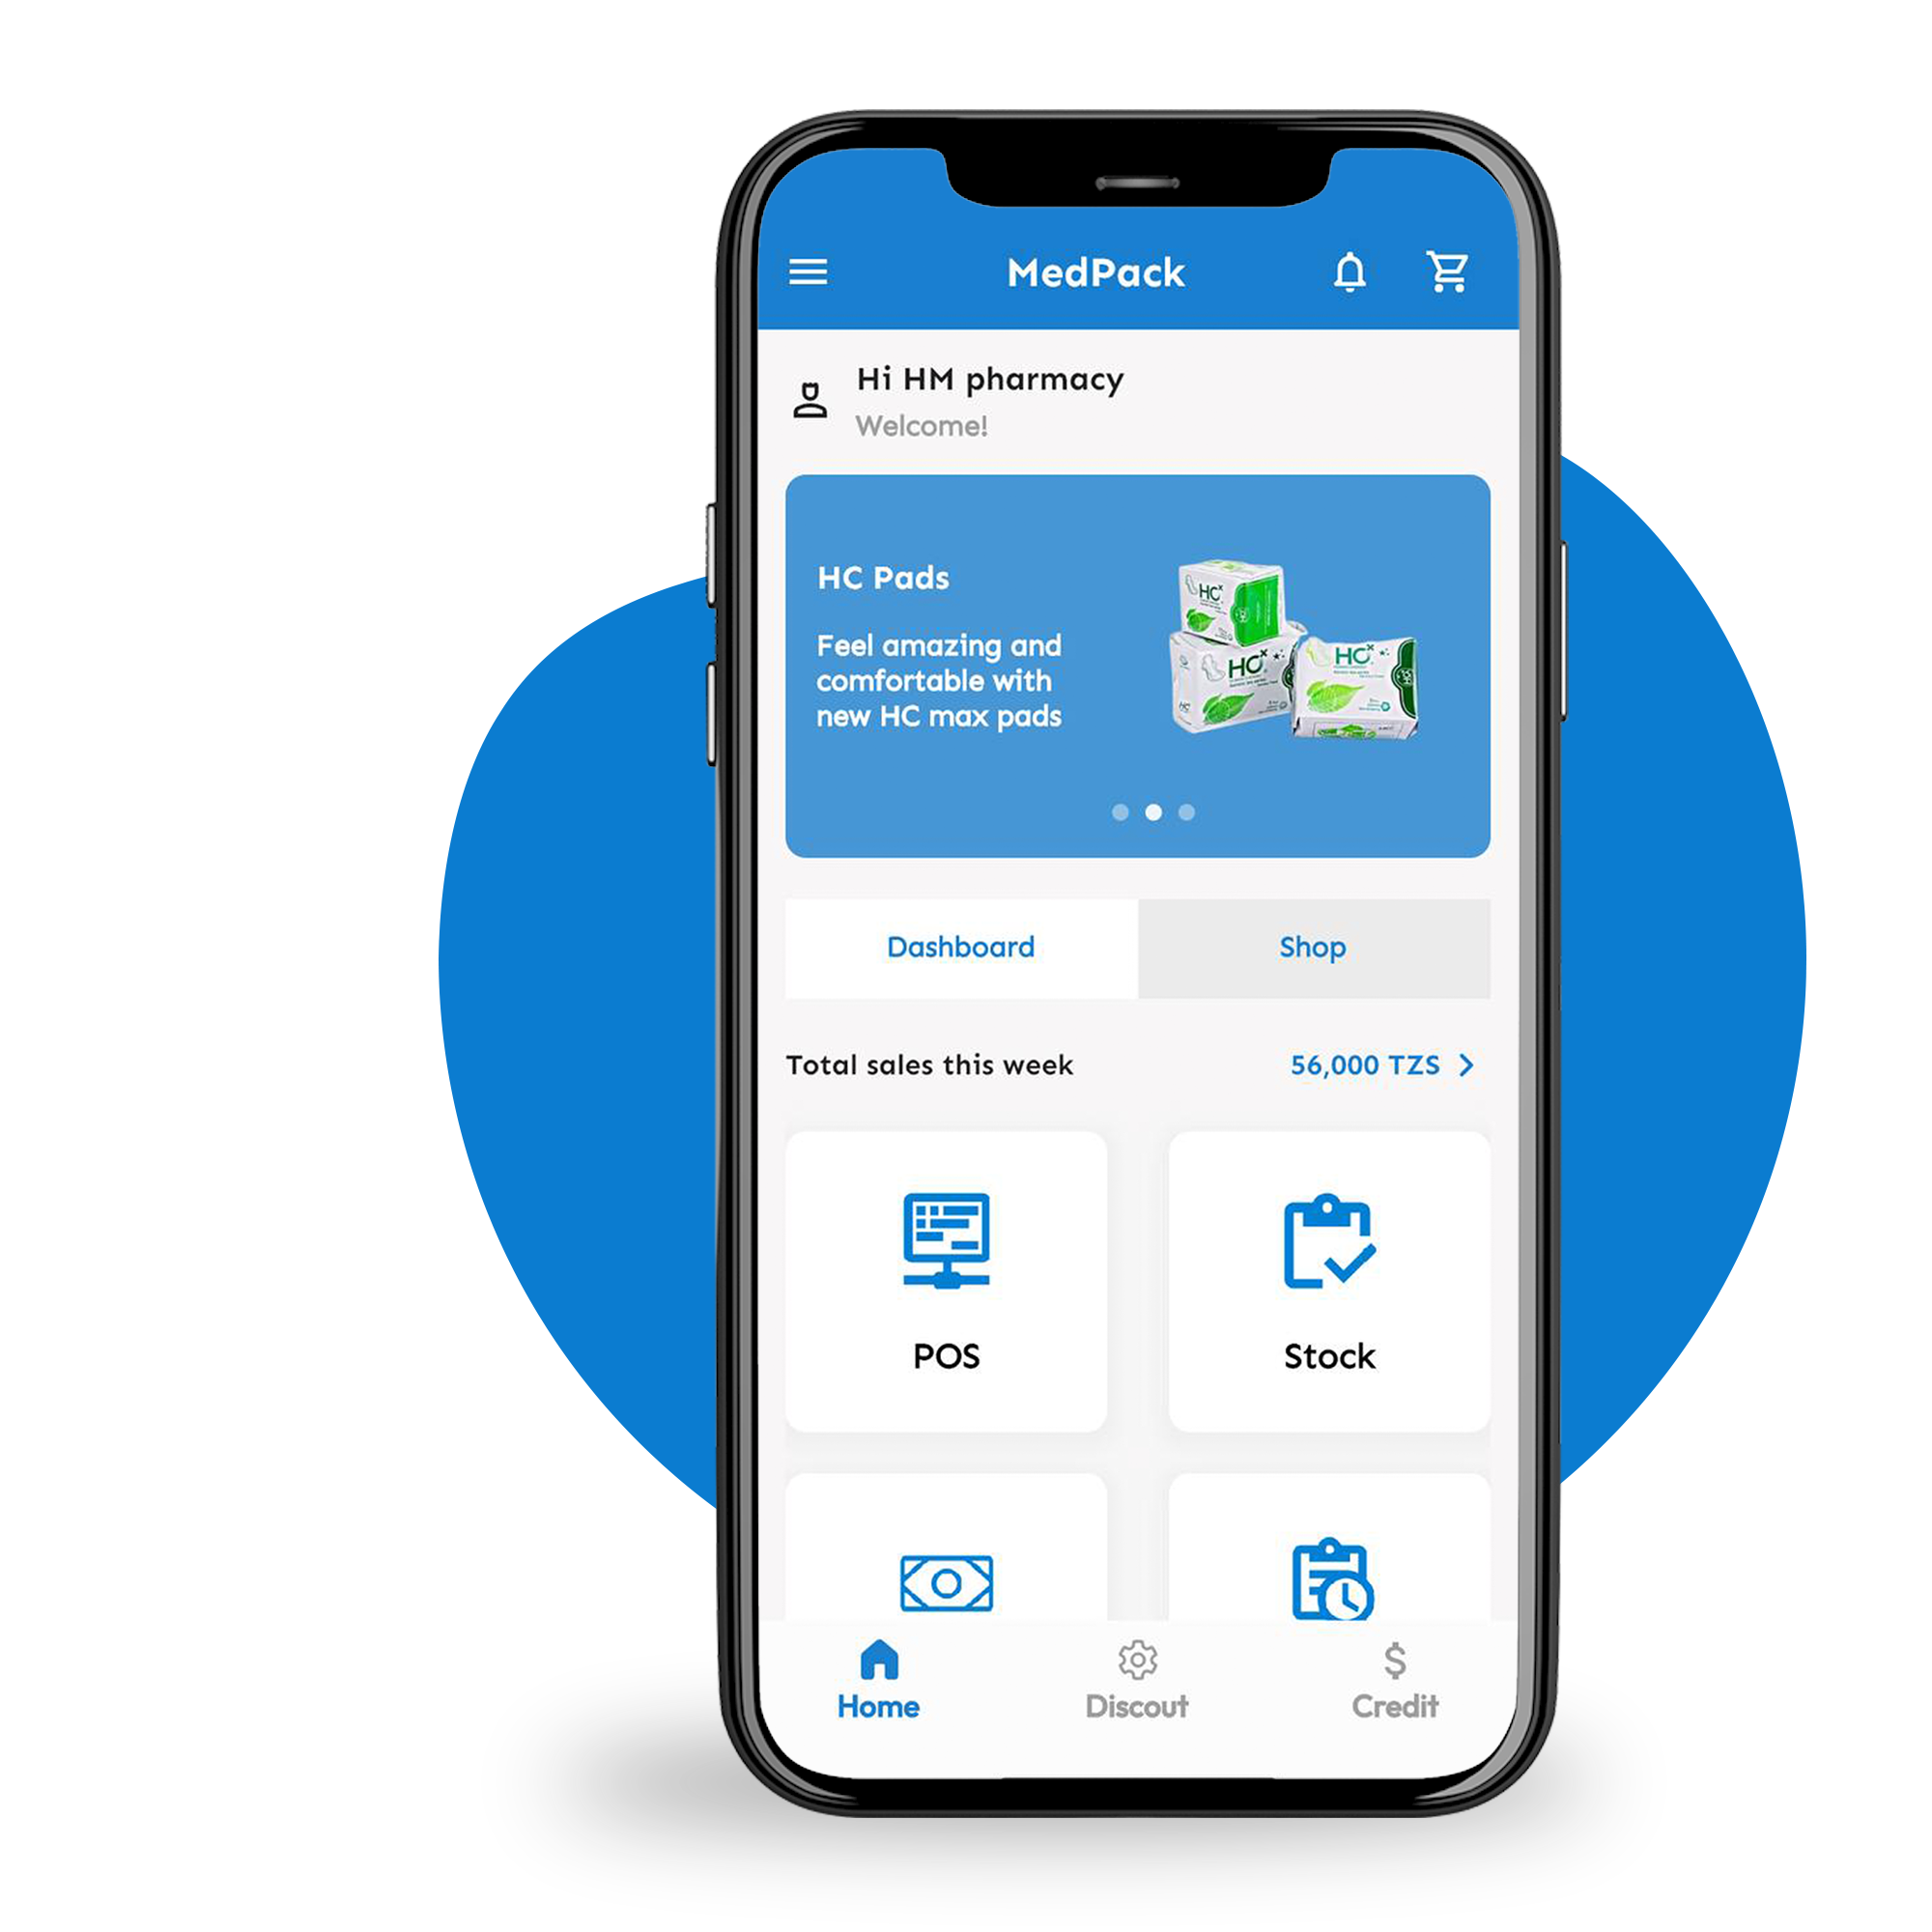 MedPack
Hi HM pharmacy
Welcome!
HC Pads
Feel amazing and
comfortable with
new HC max pads
HC
HC
HC
Dashboard
Shop
Total sales this week
56,000 TZS
POS
Stock
Home
Discout
Credit
$